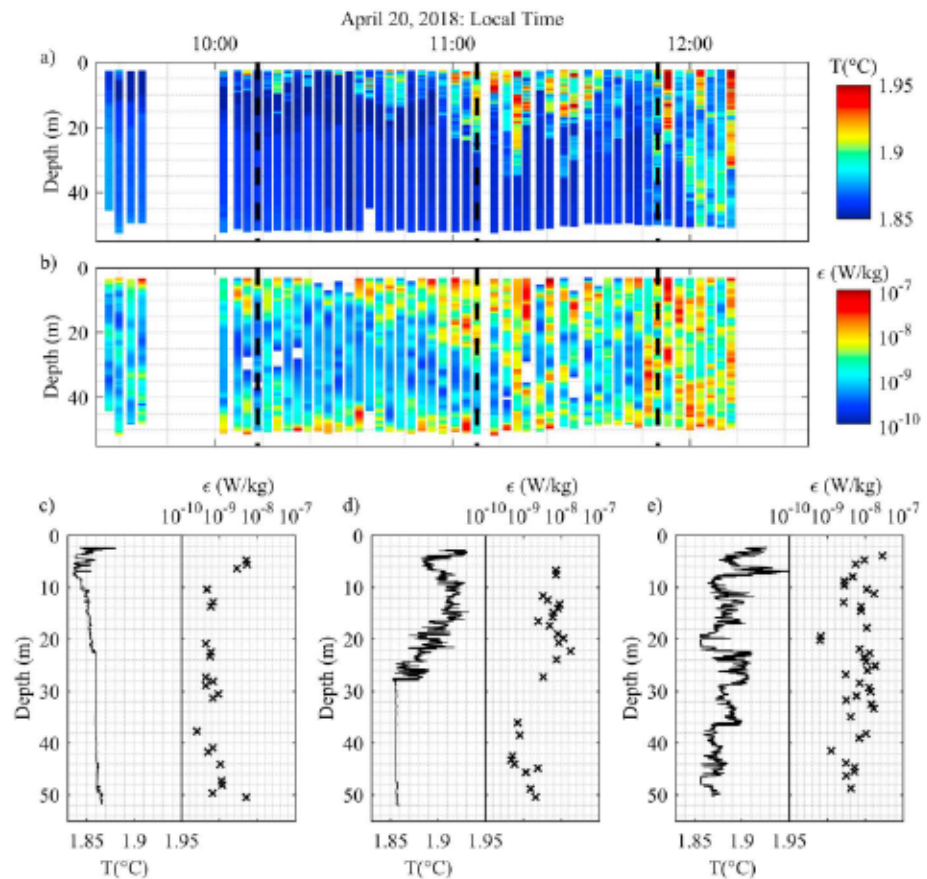 April 20, 2018: Local Time
10:00 11:00 12:00
a)
T(°C)
0
20
40
Depth (m)
1.95
1.9
1.85
b)
ϵ (W/kg)
0
20
40
Depth (m)
10⁻⁷
10⁻⁸
10⁻⁹
10⁻¹⁰
c) ϵ (W/kg) d) ϵ (W/kg) e) ϵ (W/kg)
10⁻¹⁰ 10⁻⁹ 10⁻⁸ 10⁻⁷ 10⁻¹⁰ 10⁻⁹ 10⁻⁸ 10⁻⁷ 10⁻¹⁰ 10⁻⁹ 10⁻⁸ 10⁻⁷
0 0 0
10 10 10
20 20 20
30 30 30
40 40 40
50 50 50
Depth (m) Depth (m) Depth (m)
1.85 1.9 1.95 1.85 1.9 1.95 1.85 1.9 1.95
T(°C) T(°C) T(°C)